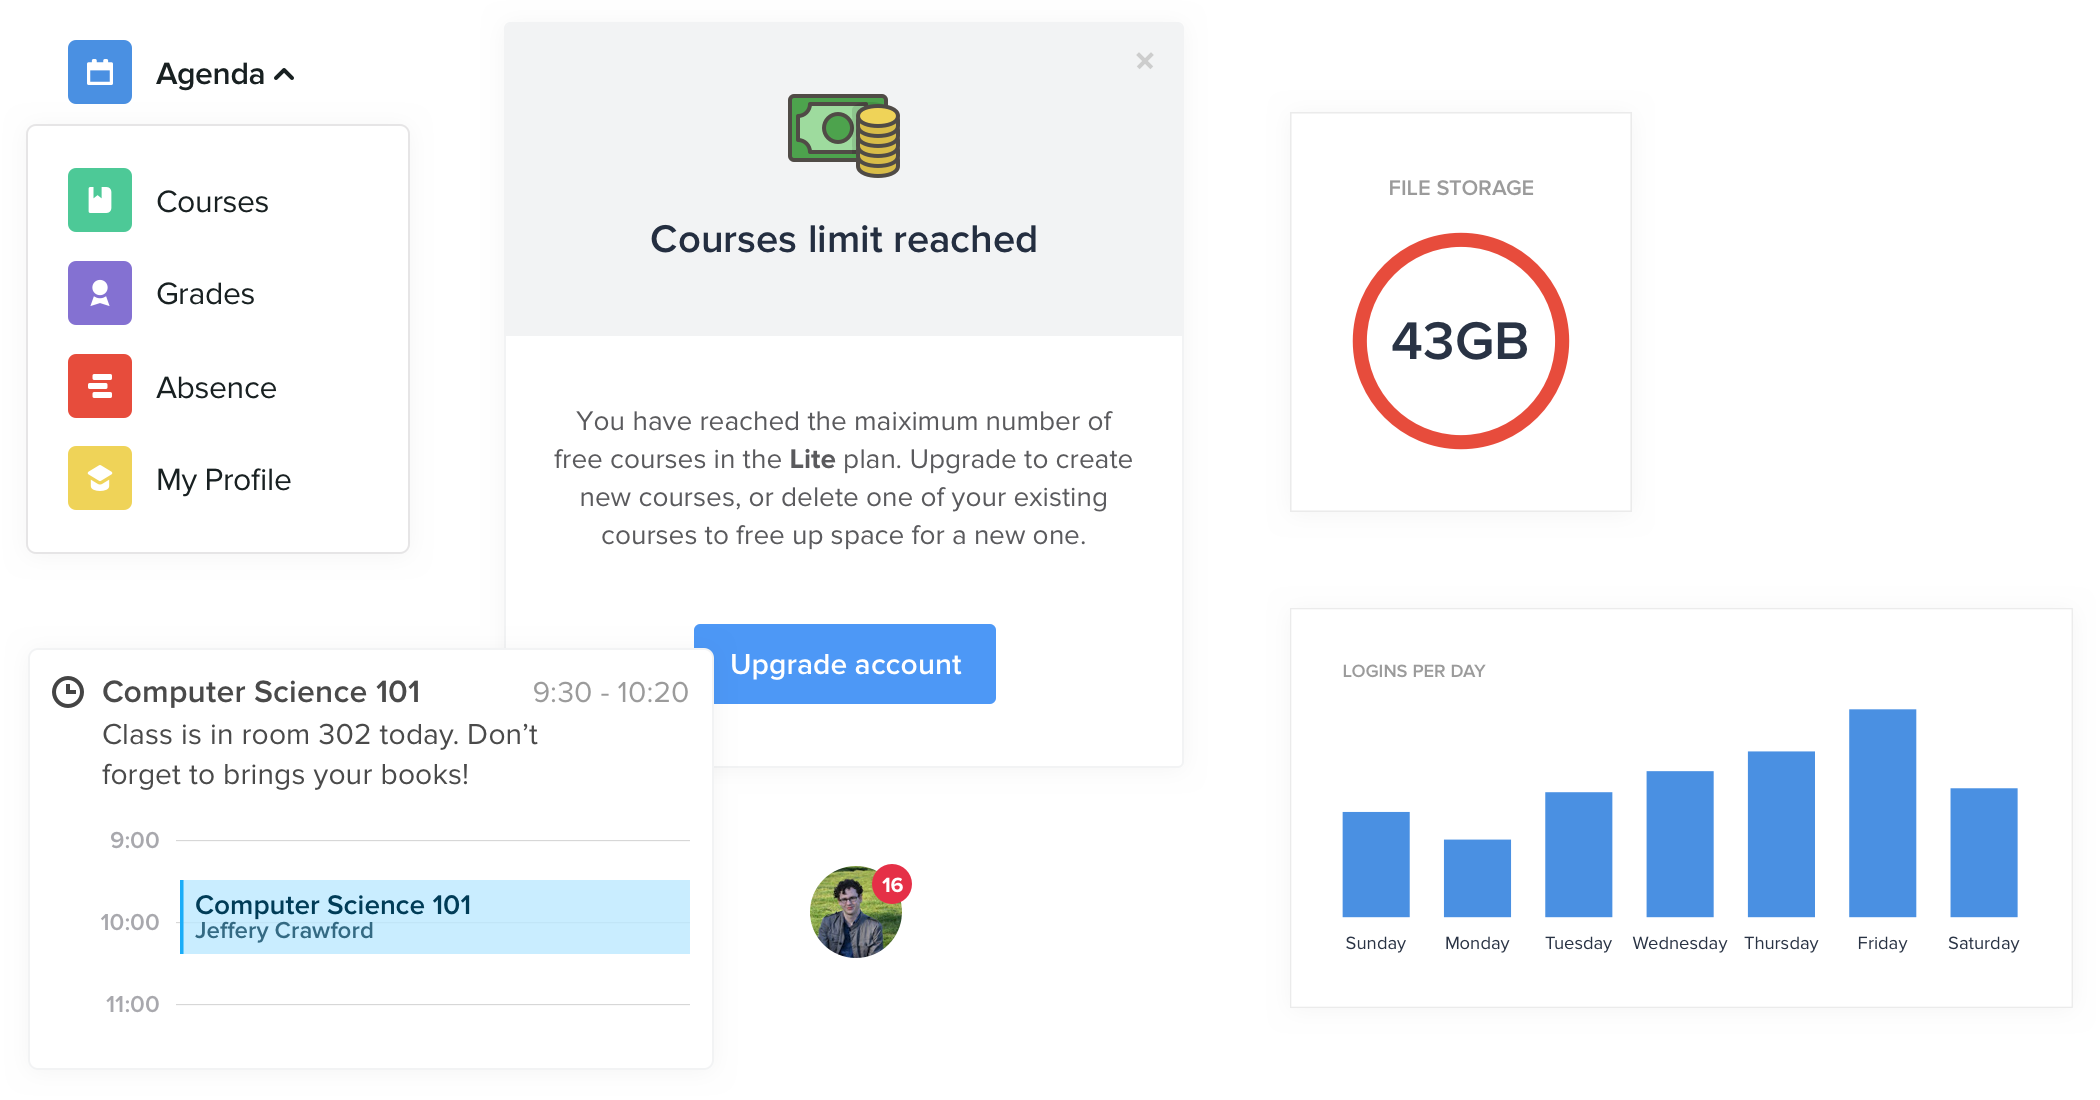 Agenda
Courses
Grades
Absence
My Profile
Courses limit reached
You have reached the maiximum number of
free courses in the Lite plan. Upgrade to create
new courses, or delete one of your existing
courses to free up space for a new one.
Upgrade account
Computer Science 101 9:30 - 10:20
Class is in room 302 today. Don’t
forget to brings your books!
9:00
Computer Science 101
10:00
Jeffery Crawford
11:00
16
FILE STORAGE
43GB
LOGINS PER DAY
Sunday Monday Tuesday Wednesday Thursday Friday Saturday